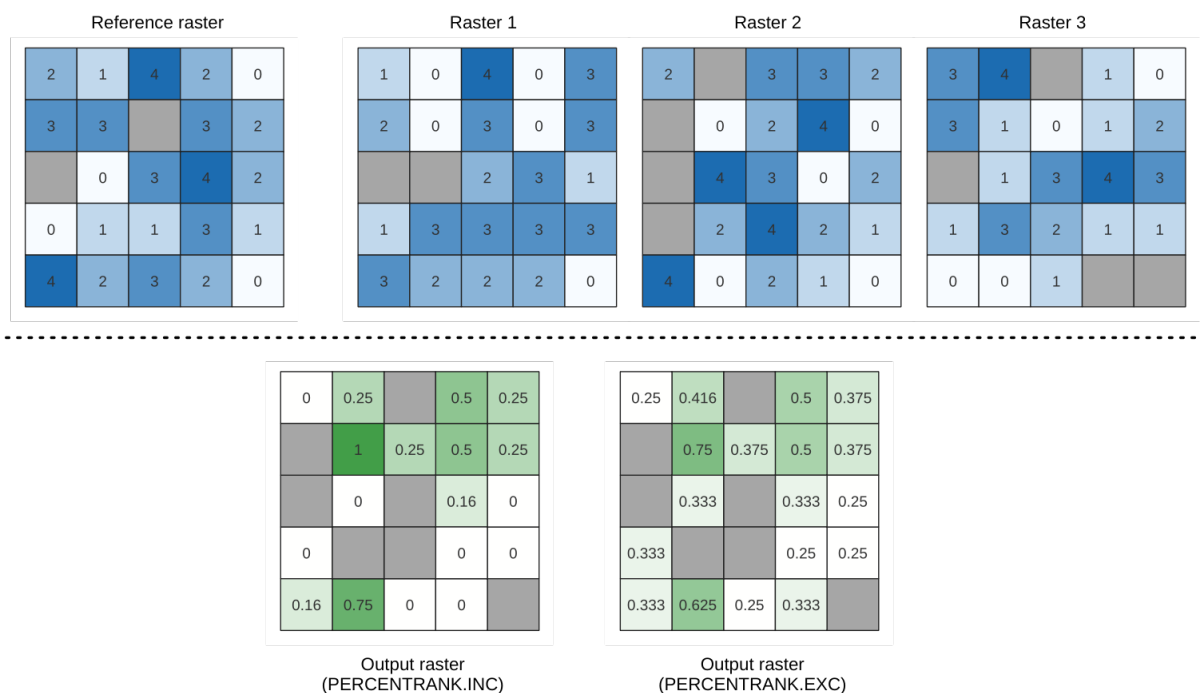 Reference raster Raster 1 Raster 2 Raster 3
2 1 4 2 0 1 0 4 0 3 2 3 3 2 3 4 1 0
3 3 3 2 2 0 3 0 3 0 2 4 0 3 1 0 1 2
0 3 4 2 2 3 1 4 3 0 2 1 3 4 3
0 1 1 3 1 1 3 3 3 3 2 4 2 1 1 3 2 1 1
4 2 3 2 0 3 2 2 2 0 4 0 2 1 0 0 0 1
0 0.25 0.5 0.25 0.25 0.416 0.5 0.375
1 0.25 0.5 0.25 0.75 0.375 0.5 0.375
0 0.16 0 0.333 0.333 0.25
0 0 0 0.333 0.25 0.25
0.16 0.75 0 0 0.333 0.625 0.25 0.333
Output raster Output raster
(PERCENTRANK.INC) (PERCENTRANK.EXC)